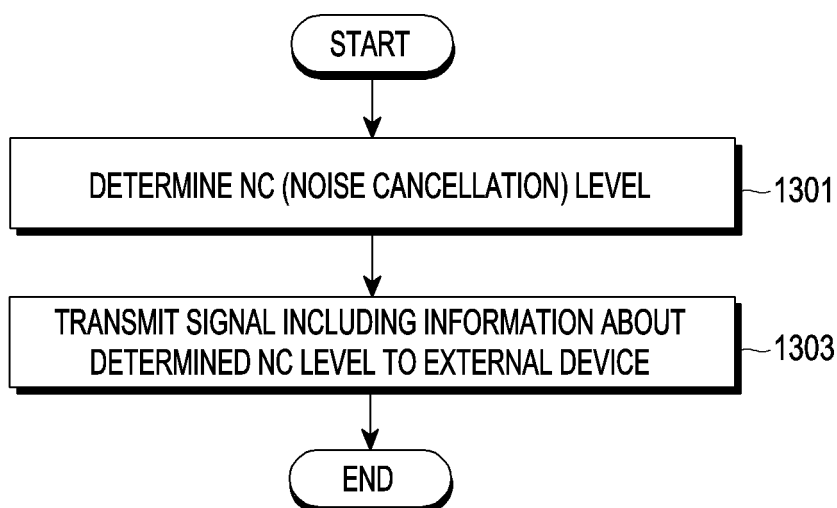 START
DETERMINE NC (NOISE CANCELLATION) LEVEL
1301
TRANSMIT SIGNAL INCLUDING INFORMATION ABOUT
DETERMINED NC LEVEL TO EXTERNAL DEVICE
1303
END